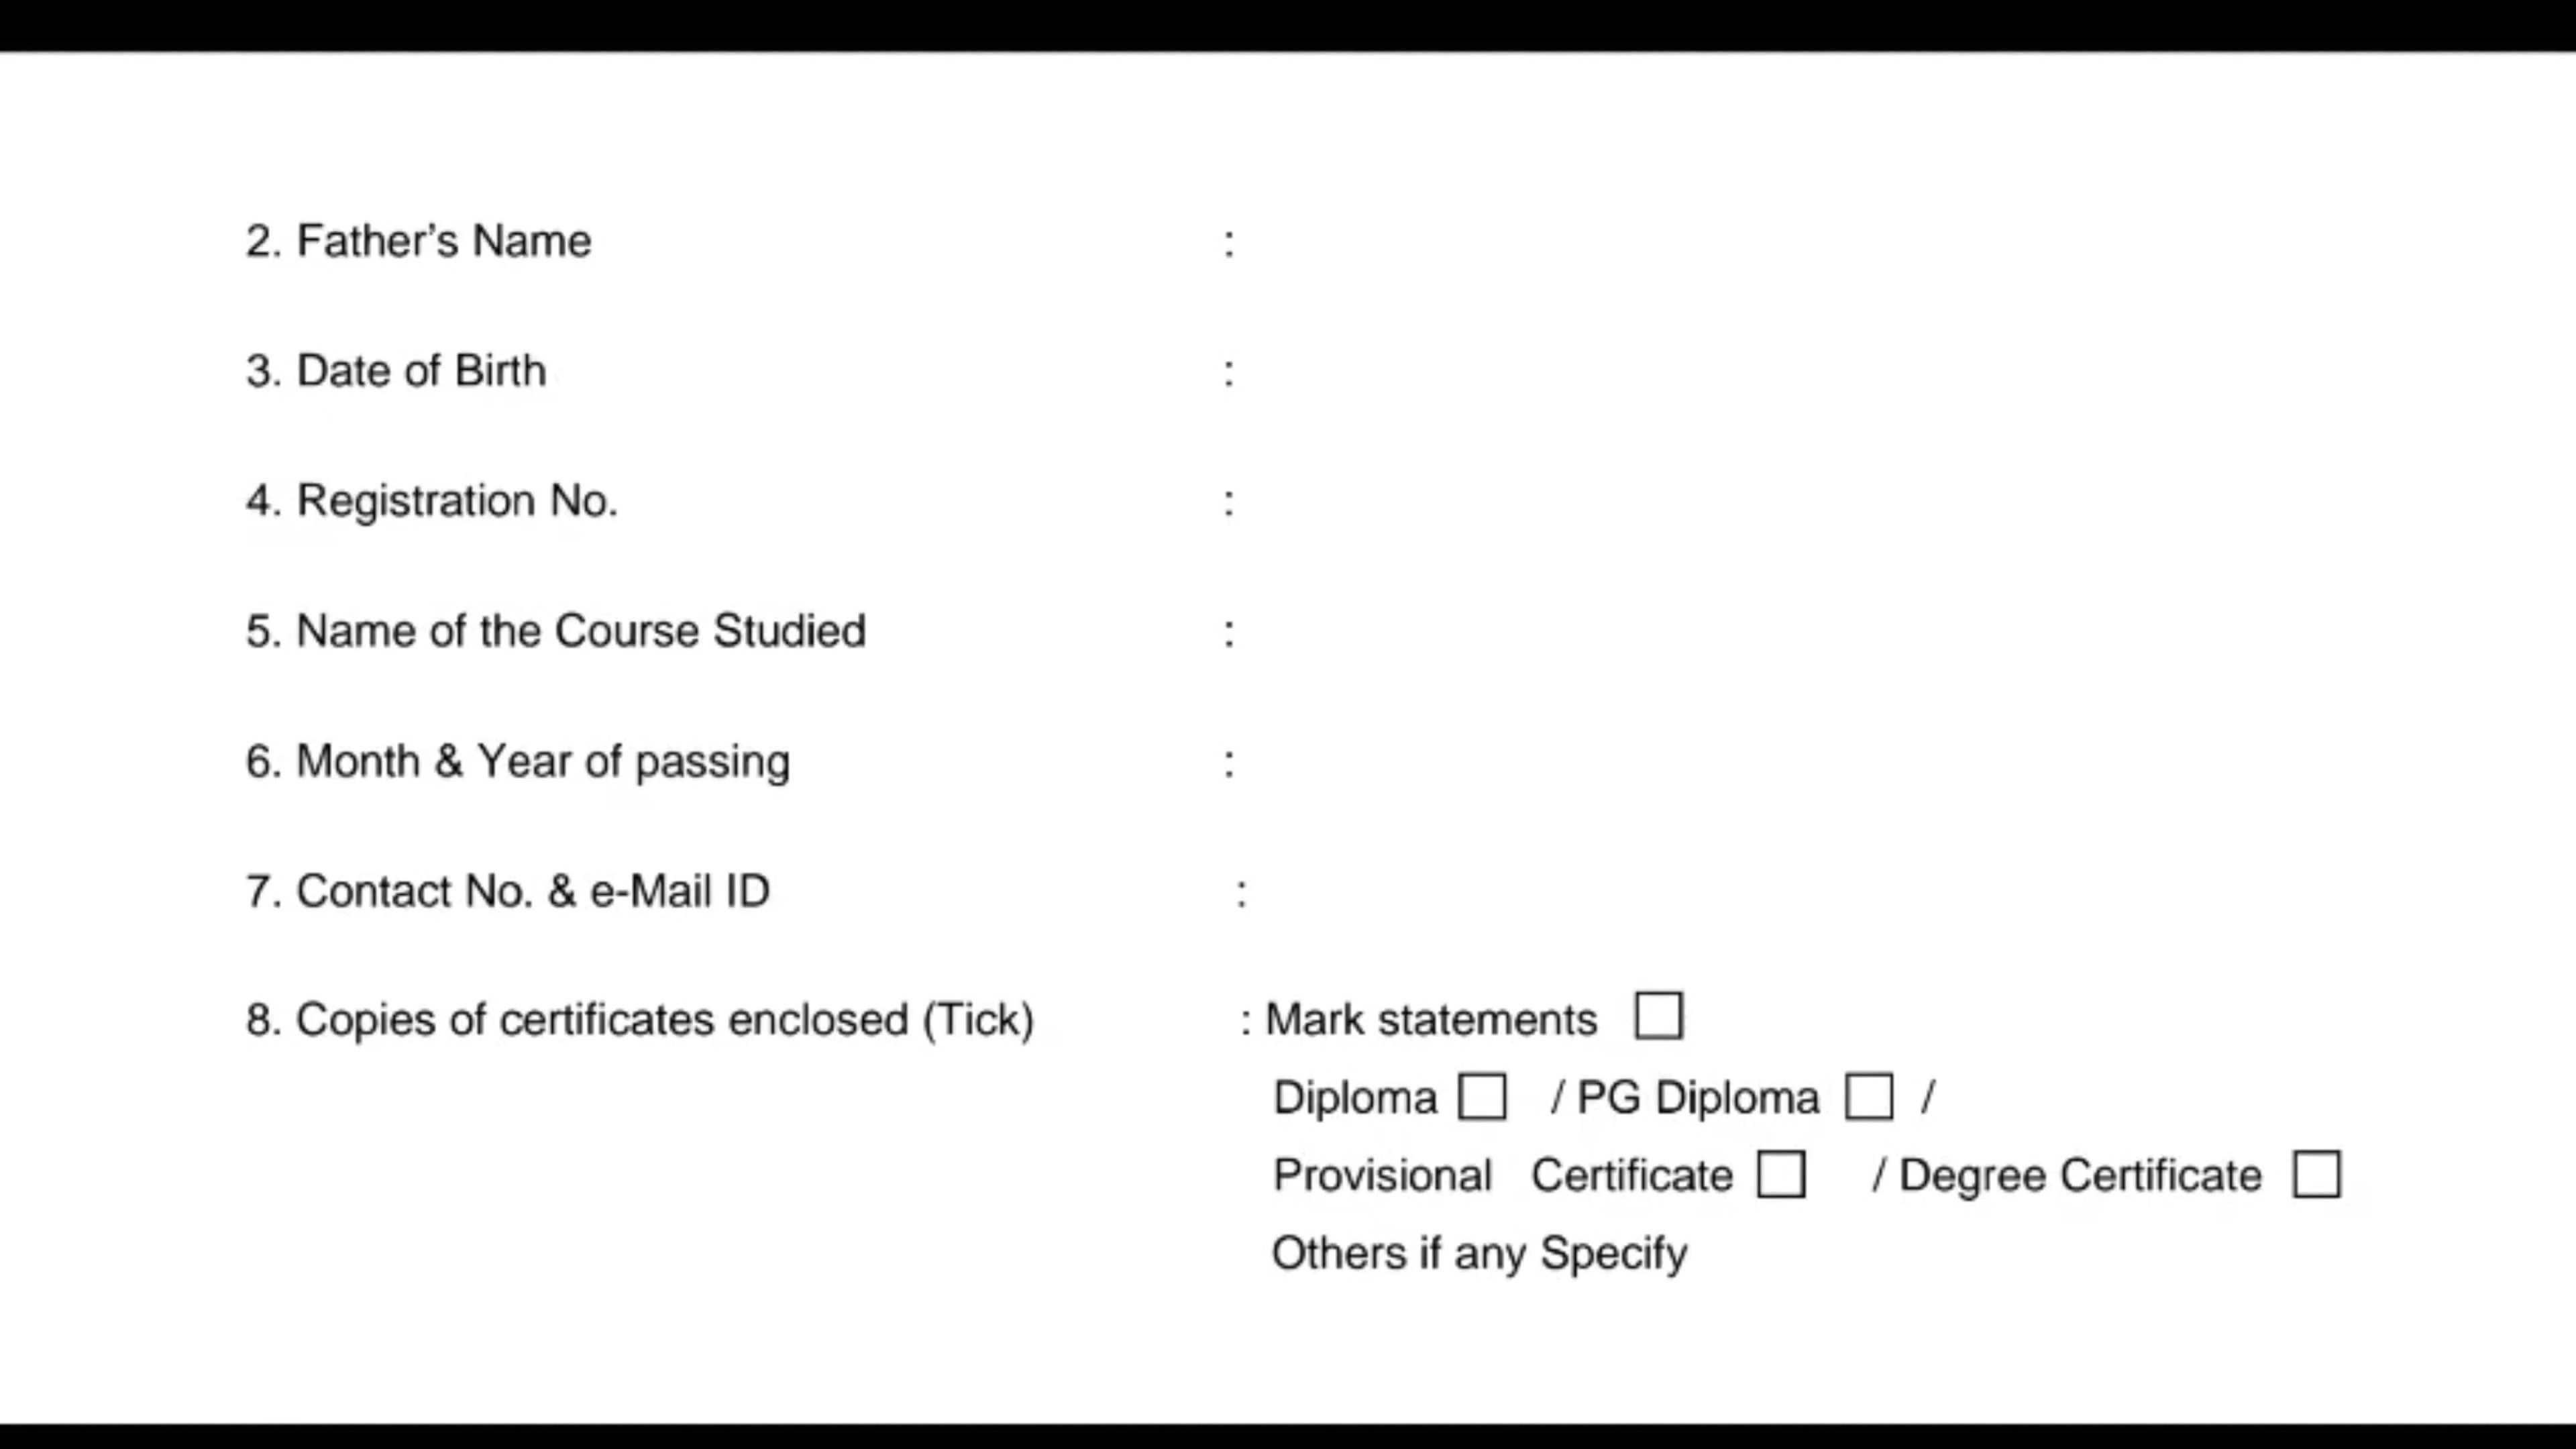 2. Father’s Name :
3. Date of Birth :
4. Registration No. :
5. Name of the Course Studied :
6. Month & Year of passing :
7. Contact No. & e-Mail ID :
8. Copies of certificates enclosed (Tick) : Mark statements ☐
Diploma ☐ / PG Diploma ☐ /
Provisional Certificate ☐ / Degree Certificate ☐
Others if any Specify